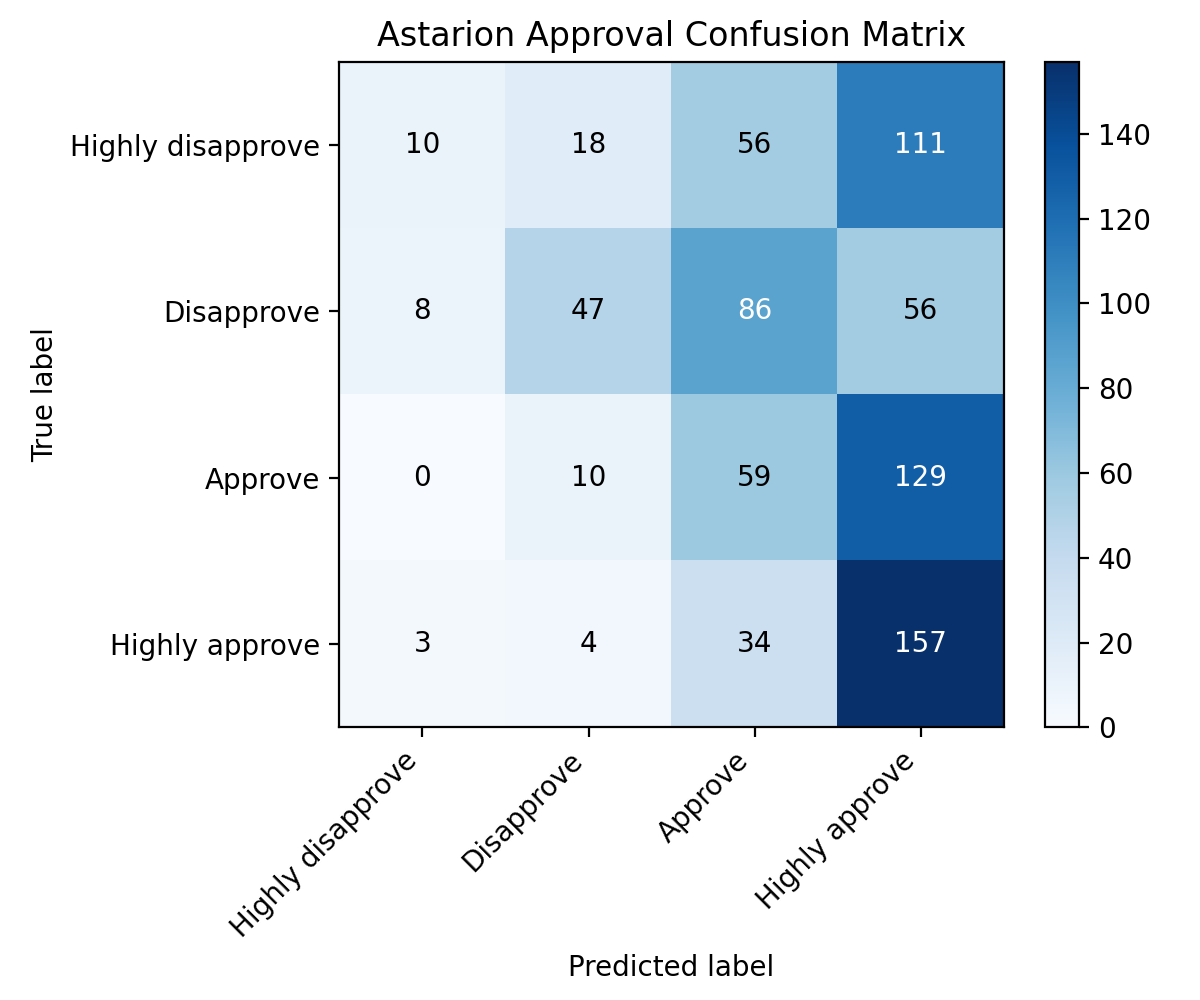 Astarion Approval Confusion Matrix
Highly disapprove 10 18 56 111
Disapprove 8 47 86 56
Approve 0 10 59 129
Highly approve 3 4 34 157
True label
Highly disapprove Disapprove Approve Highly approve
Predicted label
140
120
100
80
60
40
20
0